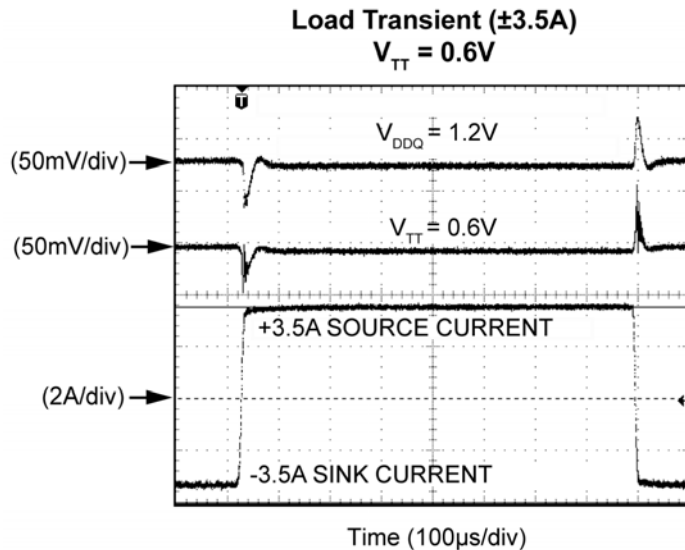 Load Transient (±3.5A)
V_TT = 0.6V
T
V_DDQ = 1.2V
(50mV/div)
V_TT = 0.6V
(50mV/div)
+3.5A SOURCE CURRENT
(2A/div)
-3.5A SINK CURRENT
Time (100µs/div)